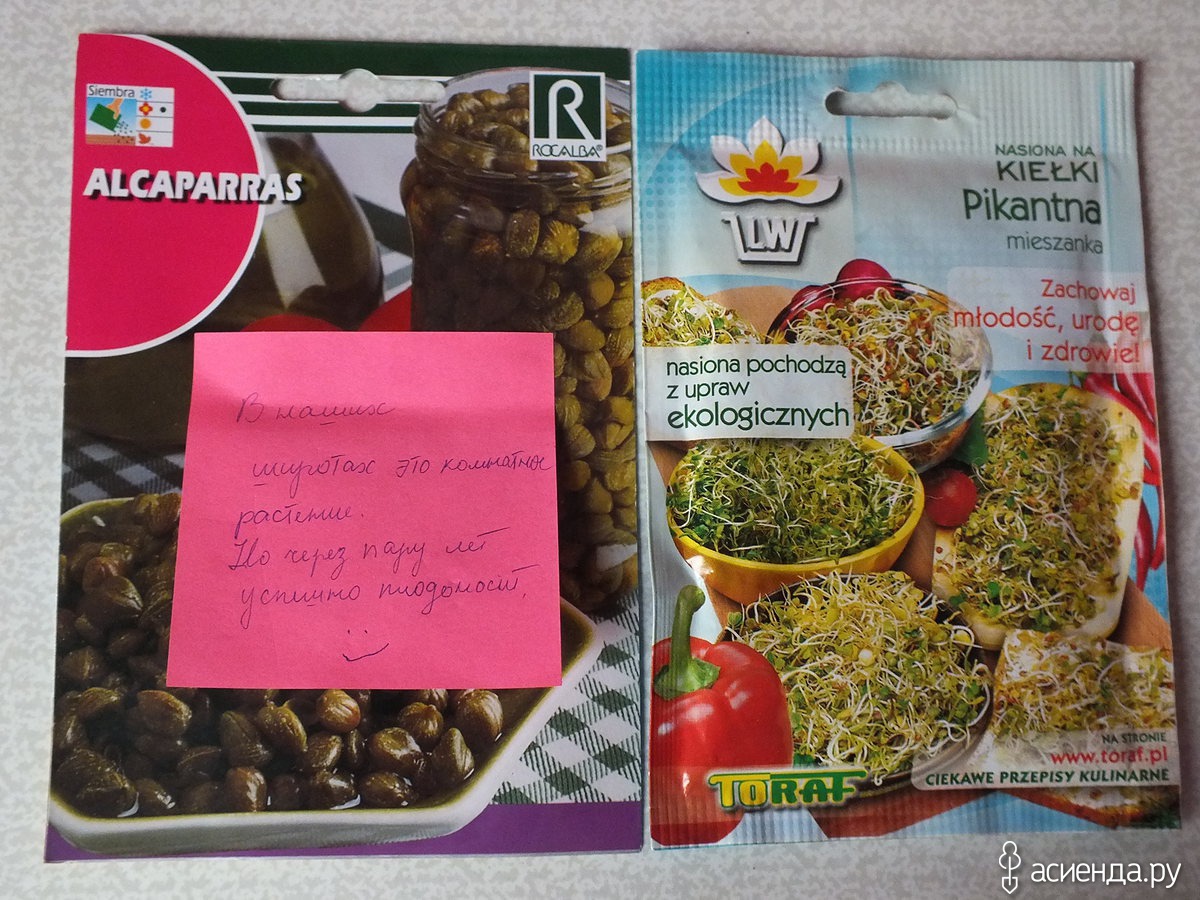 Siembra
ALCAPARRAS
R
ROCALBA®
В наших
широтах это комнатное
растение.
Но через пару лет
успешно плодоносит.
LW
NASIONA NA
KIEŁKI
Pikantna
mieszanka
Zachowaj
młodość, urodę
i zdrowie!
nasiona pochodzą
z upraw
ekologicznych
NA STRONIE
www.toraf.pl
CIEKAWE PRZEPISY KULINARNE
TORAF
асиенда.ру